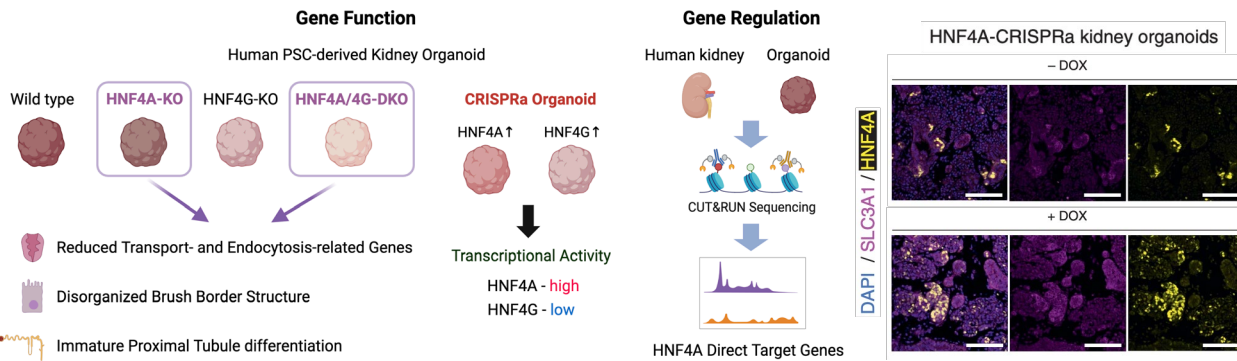 Gene Function
Human PSC-derived Kidney Organoid
Wild type
HNF4A-KO
HNF4G-KO
HNF4A/4G-DKO
Reduced Transport- and Endocytosis-related Genes
Disorganized Brush Border Structure
Immature Proximal Tubule differentiation
CRISPRa Organoid
HNF4A↑
HNF4G↑
Transcriptional Activity
HNF4A - high
HNF4G - low
Gene Regulation
Human kidney
Organoid
CUT&RUN Sequencing
HNF4A Direct Target Genes
DAPI / SLC3A1 / HNF4A
HNF4A-CRISPRa kidney organoids
– DOX
+ DOX